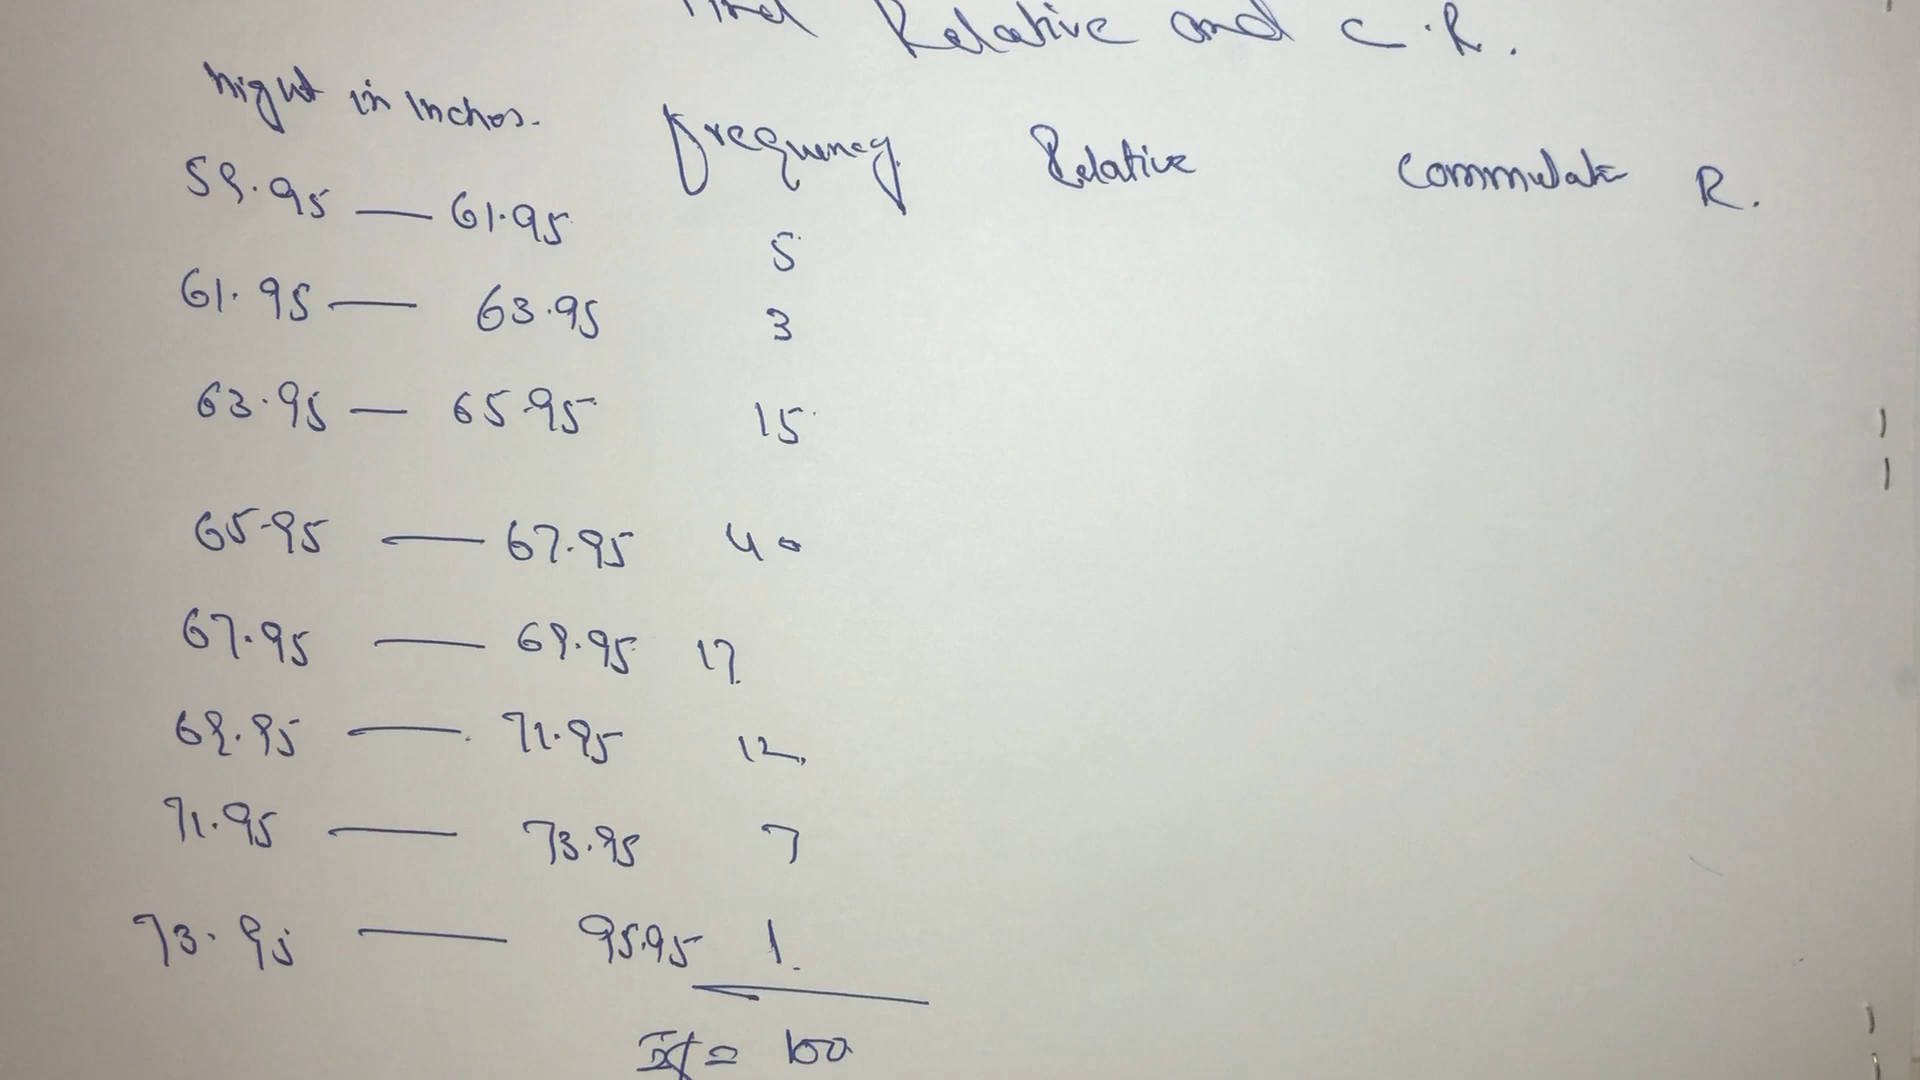 find Relative and C.R.
hight in Inches. frequency Relative Commulate R.
59.95 — 61.95 5
61.95 — 63.95 3
63.95 — 65.95 15
65.95 — 67.95 40
67.95 — 69.95 17
69.95 — 71.95 12
71.95 — 73.95 7
73.95 — 95.95 1
Σf = 100